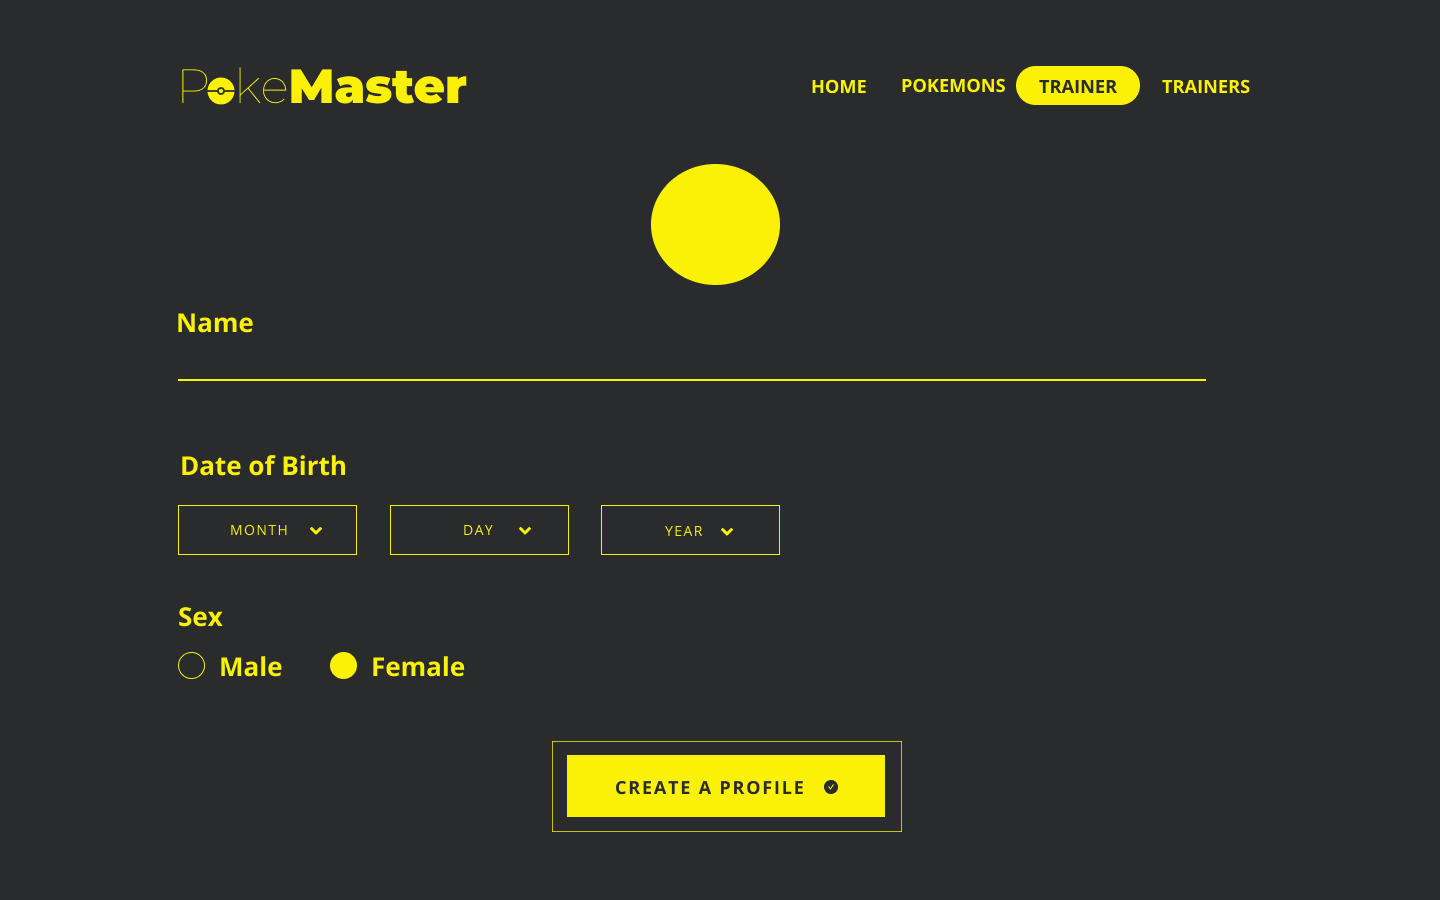 PokeMaster
HOME POKEMONS TRAINER TRAINERS
Name
Date of Birth
MONTH DAY YEAR
Sex
Male Female
CREATE A PROFILE